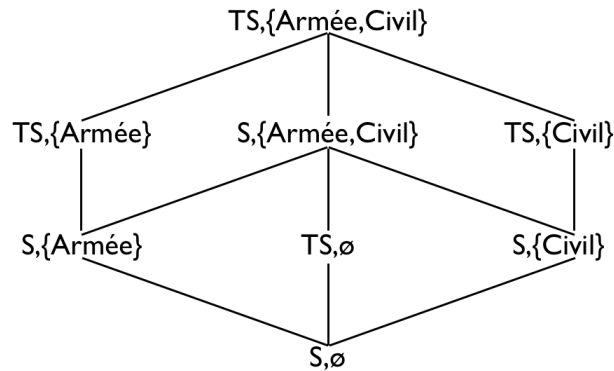 TS,{Armée,Civil}
TS,{Armée} S,{Armée,Civil} TS,{Civil}
S,{Armée} TS,ø S,{Civil}
S,ø